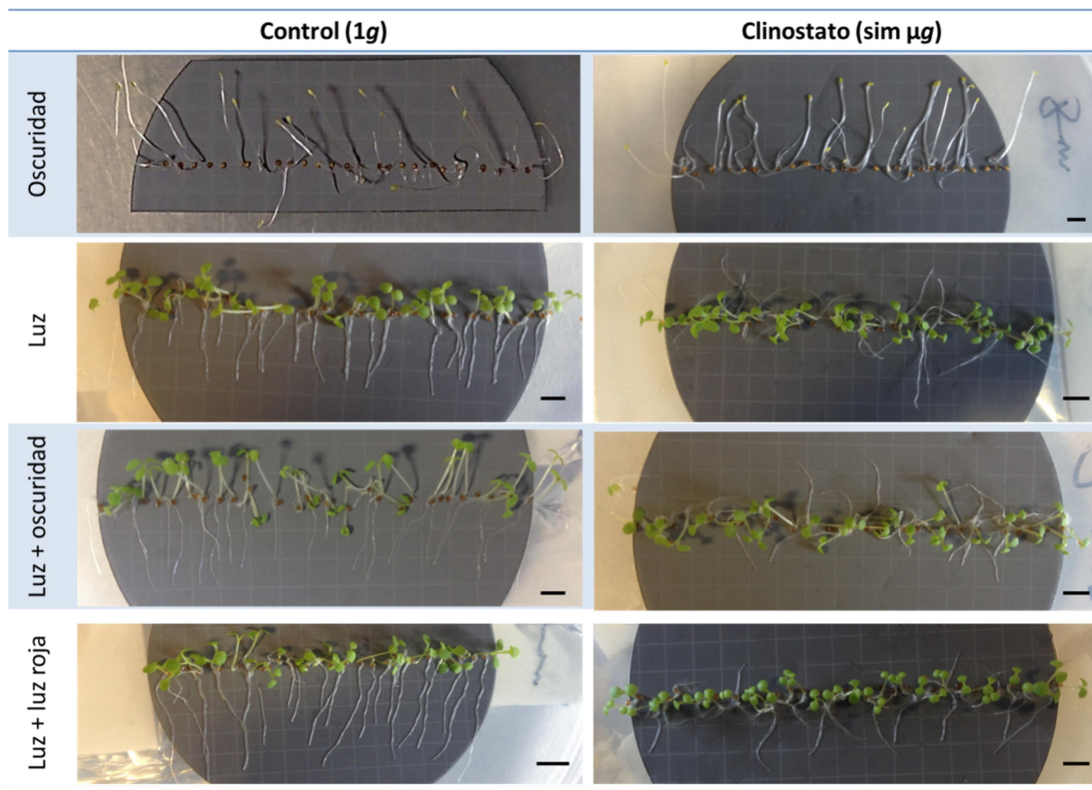 Control (1g)
Clinostato (sim µg)
Oscuridad
Luz
Luz + oscuridad
Luz + luz roja